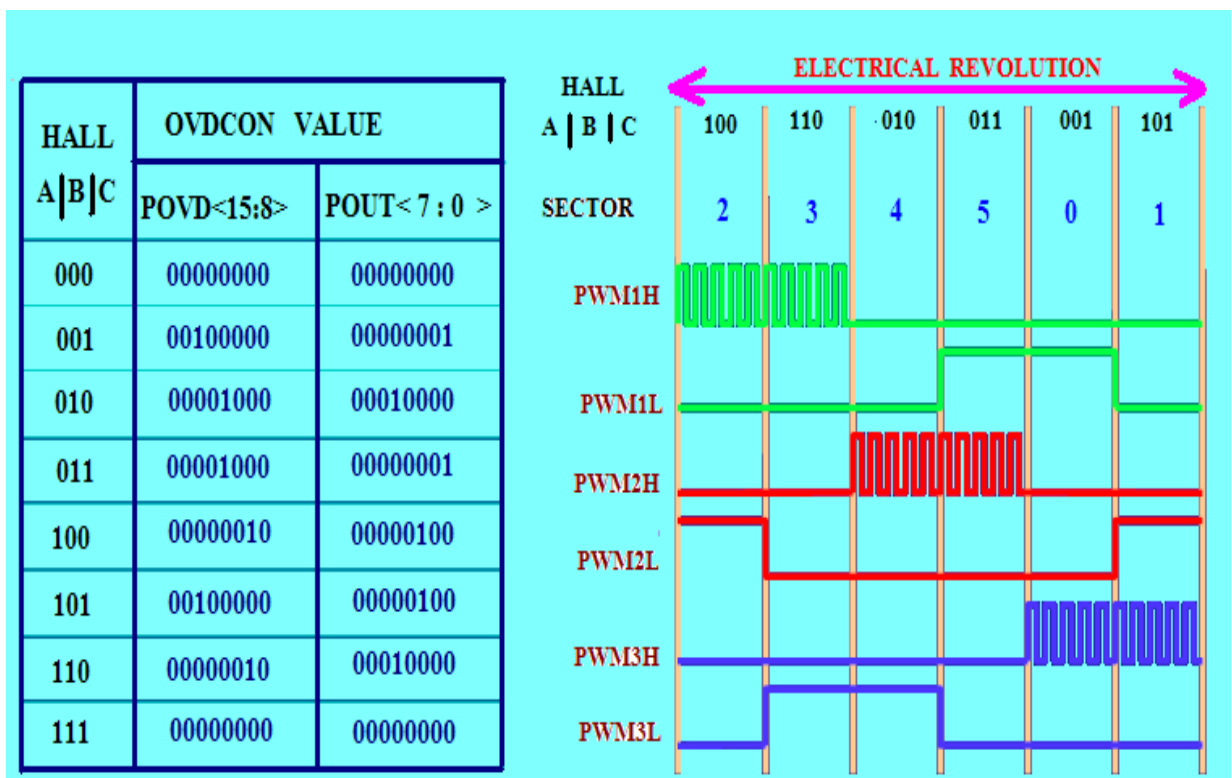 HALL
A|B|C
OVDCON VALUE
POVD<15:8>
POUT< 7 : 0 >
000 00000000 00000000
001 00100000 00000001
010 00001000 00010000
011 00001000 00000001
100 00000010 00000100
101 00100000 00000100
110 00000010 00010000
111 00000000 00000000
ELECTRICAL REVOLUTION
HALL
A | B | C 100 110 010 011 001 101
SECTOR 2 3 4 5 0 1
PWM1H
PWM1L
PWM2H
PWM2L
PWM3H
PWM3L